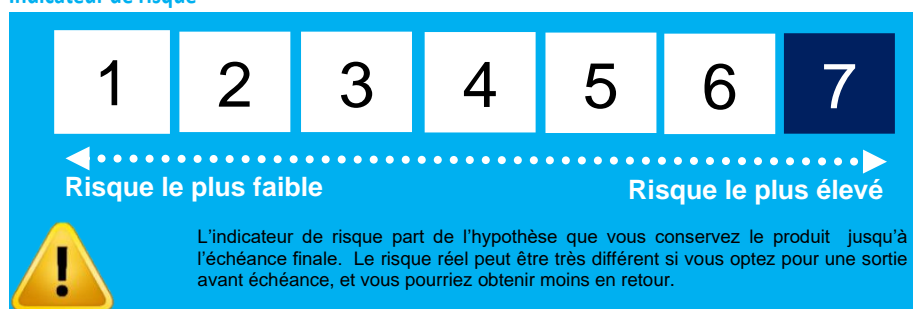 Indicateur de risque
1 2 3 4 5 6 7
Risque le plus faible Risque le plus élevé
L'indicateur de risque part de l'hypothèse que vous conservez le produit jusqu'à
l'échéance finale. Le risque réel peut être très différent si vous optez pour une sortie
avant échéance, et vous pourriez obtenir moins en retour.